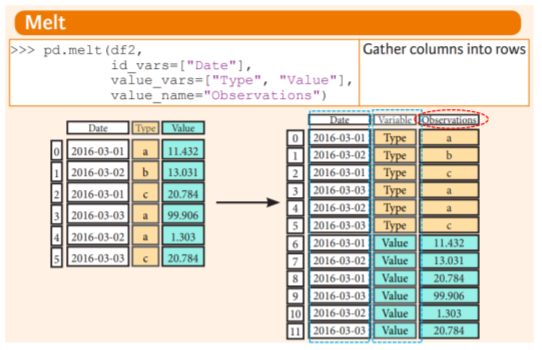 Melt
>>> pd.melt(df2,
id_vars=["Date"],
value_vars=["Type", "Value"],
value_name="Observations")
Gather columns into rows
Date Type Value
0 2016-03-01 a 11.432
1 2016-03-02 b 13.031
2 2016-03-01 c 20.784
3 2016-03-03 a 99.906
4 2016-03-02 a 1.303
5 2016-03-03 c 20.784
Date Variable Observations
0 2016-03-01 Type a
1 2016-03-02 Type b
2 2016-03-01 Type c
3 2016-03-03 Type a
4 2016-03-02 Type a
5 2016-03-03 Type c
6 2016-03-01 Value 11.432
7 2016-03-02 Value 13.031
8 2016-03-01 Value 20.784
9 2016-03-03 Value 99.906
10 2016-03-02 Value 1.303
11 2016-03-03 Value 20.784